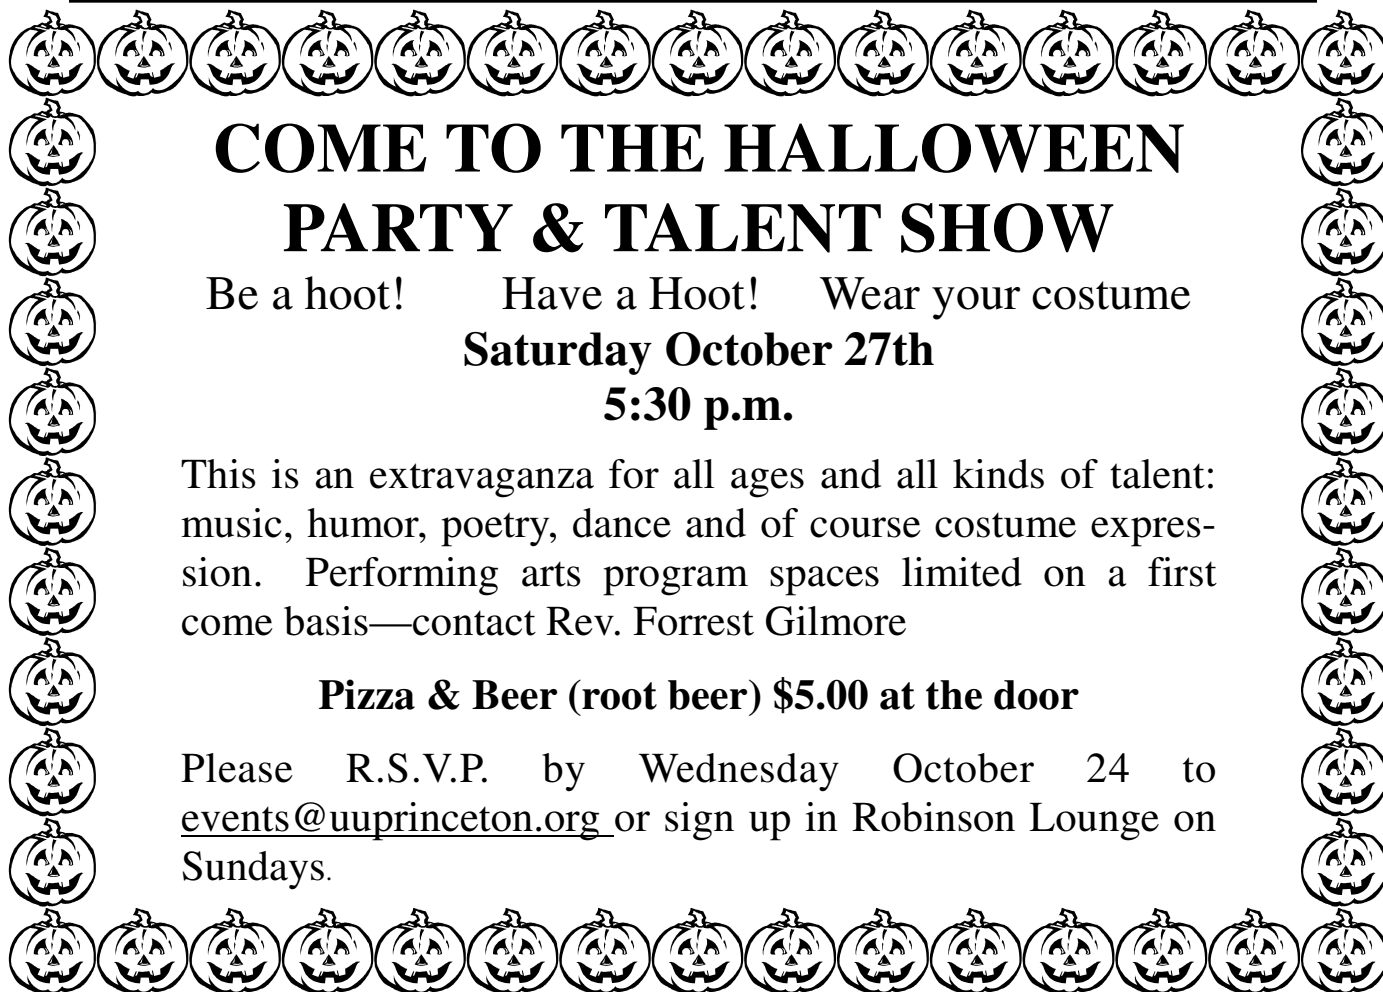 COME TO THE HALLOWEEN
PARTY & TALENT SHOW
Be a hoot! Have a Hoot! Wear your costume
Saturday October 27th
5:30 p.m.
This is an extravaganza for all ages and all kinds of talent:
music, humor, poetry, dance and of course costume expres-
sion. Performing arts program spaces limited on a first
come basis—contact Rev. Forrest Gilmore
Pizza & Beer (root beer) $5.00 at the door
Please R.S.V.P. by Wednesday October 24 to
events@uuprinceton.org or sign up in Robinson Lounge on
Sundays.